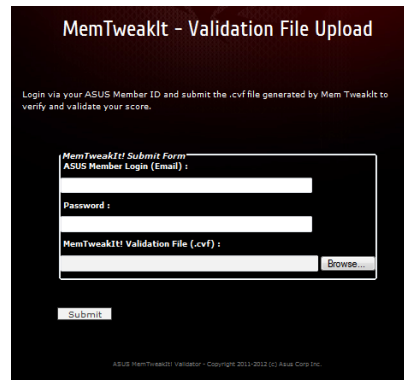 MemTweakIt - Validation File Upload
Login via your ASUS Member ID and submit the .cvf file generated by Mem TweakIt to
verify and validate your score.
MemTweakIt! Submit Form
ASUS Member Login (Email) :
Password :
MemTweakIt! Validation File (.cvf) :
Browse...
Submit
ASUS MemTweakIt! Validator - Copyright 2011-2012 (c) Asus Corp Inc.